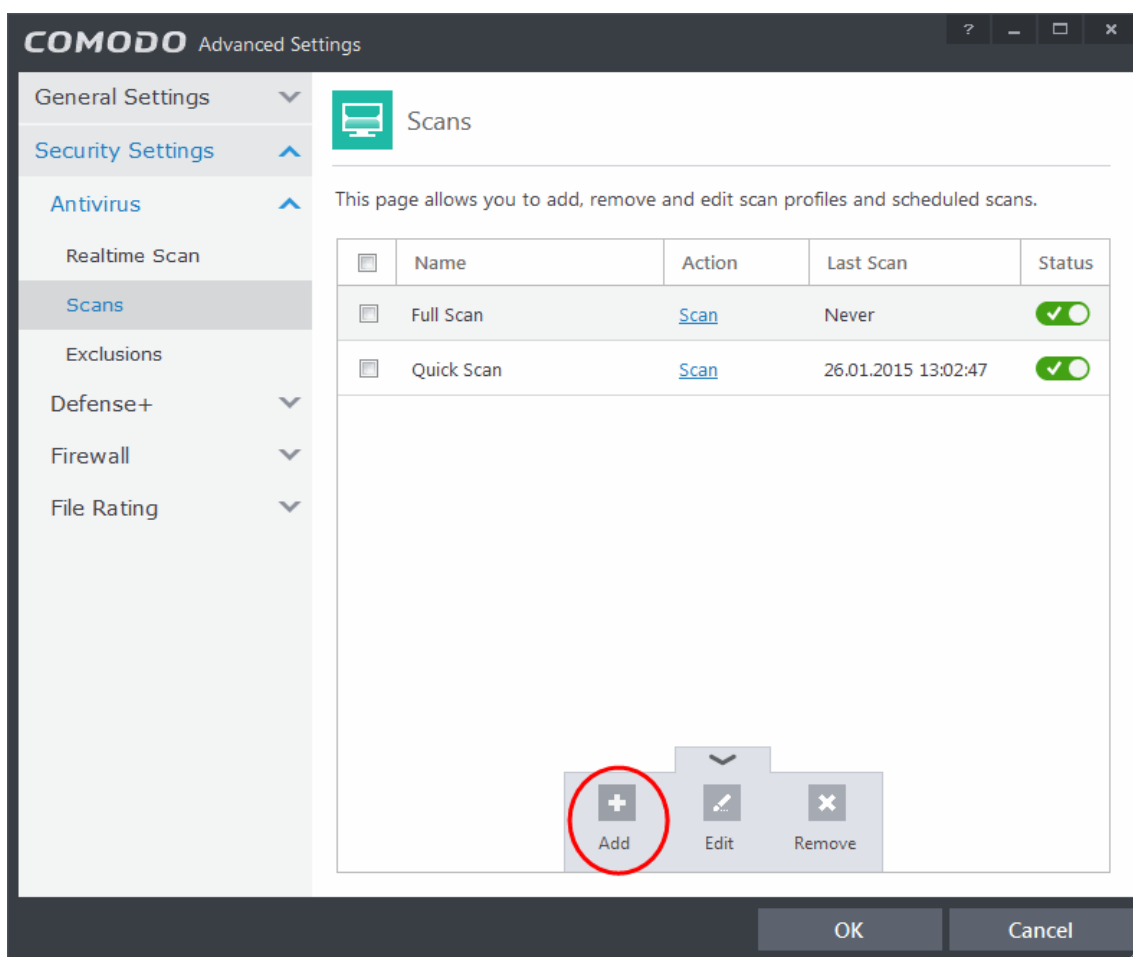 COMODO Advanced Settings
?
General Settings
Security Settings
Antivirus
Realtime Scan
Scans
Exclusions
Defense+
Firewall
File Rating
Scans
This page allows you to add, remove and edit scan profiles and scheduled scans.
Name Action Last Scan Status
Full Scan Scan Never
Quick Scan Scan 26.01.2015 13:02:47
Add Edit Remove
OK Cancel